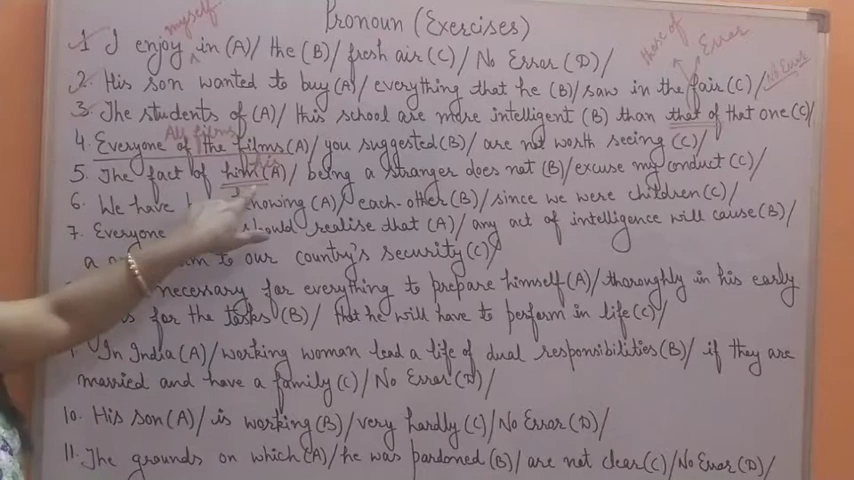 Pronoun (Exercises)
1. I enjoy ^ myself in (A)/ the (B)/ fresh air (C)/ No Error (D)/
2. His son wanted to buy (A)/ everything that he (B)/ saw in the fair (C)/ No Error
those of Error
3. The students of (A)/ this school are more intelligent (B) than that of that one (C)/
All films
4. Everyone of the films (A)/ you suggested (B)/ are not worth seeing (C)/
his
5. The fact of him (A)/ being a stranger does not (B)/ excuse my conduct (C)/
6. We have knowing (A)/ each-other (B)/ since we were children (C)/
7. Everyone should realise that (A)/ any act of intelligence will cause (B)/
a to our country's security (C)/
necessary for everything to prepare himself (A)/ thoroughly in his early
for the tasks (B)/ that he will have to perform in life (C)/
9. In India (A)/ working woman lead a life of dual responsibilities (B)/ if they are
married and have a family (C)/ No Error (D)/
10. His son (A)/ is working (B)/ very hardly (C)/ No Error (D)/
11. The grounds on which (A)/ he was pardoned (B)/ are not clear (C)/ No Error (D)/